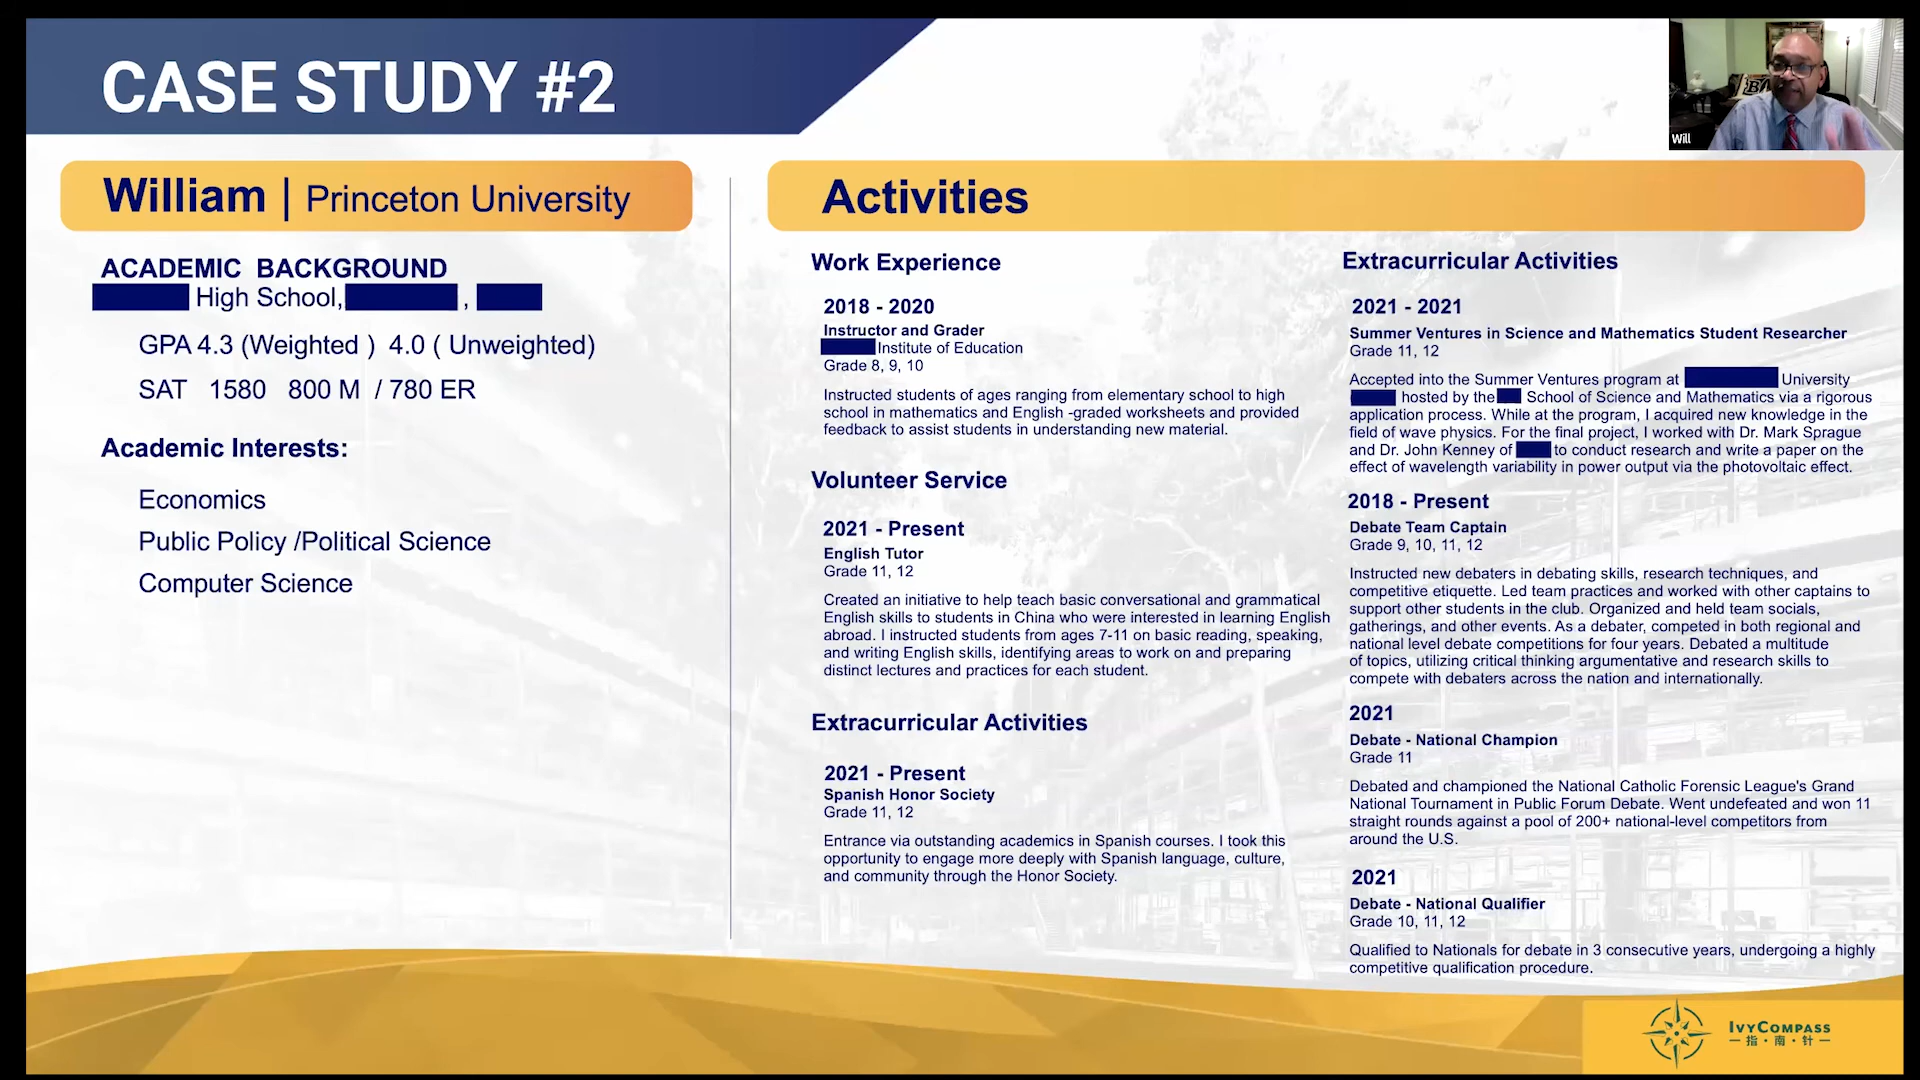 CASE STUDY #2
Will
William | Princeton University
ACADEMIC BACKGROUND
High School, ,
GPA 4.3 (Weighted ) 4.0 ( Unweighted)
SAT 1580 800 M / 780 ER
Academic Interests:
Economics
Public Policy /Political Science
Computer Science
Activities
Work Experience
2018 - 2020
Instructor and Grader
Institute of Education
Grade 8, 9, 10
Instructed students of ages ranging from elementary school to high
school in mathematics and English -graded worksheets and provided
feedback to assist students in understanding new material.
Volunteer Service
2021 - Present
English Tutor
Grade 11, 12
Created an initiative to help teach basic conversational and grammatical
English skills to students in China who were interested in learning English
abroad. I instructed students from ages 7-11 on basic reading, speaking,
and writing English skills, identifying areas to work on and preparing
distinct lectures and practices for each student.
Extracurricular Activities
2021 - Present
Spanish Honor Society
Grade 11, 12
Entrance via outstanding academics in Spanish courses. I took this
opportunity to engage more deeply with Spanish language, culture,
and community through the Honor Society.
Extracurricular Activities
2021 - 2021
Summer Ventures in Science and Mathematics Student Researcher
Grade 11, 12
Accepted into the Summer Ventures program at University
hosted by the School of Science and Mathematics via a rigorous
application process. While at the program, I acquired new knowledge in the
field of wave physics. For the final project, I worked with Dr. Mark Sprague
and Dr. John Kenney of to conduct research and write a paper on the
effect of wavelength variability in power output via the photovoltaic effect.
2018 - Present
Debate Team Captain
Grade 9, 10, 11, 12
Instructed new debaters in debating skills, research techniques, and
competitive etiquette. Led team practices and worked with other captains to
support other students in the club. Organized and held team socials,
gatherings, and other events. As a debater, competed in both regional and
national level debate competitions for four years. Debated a multitude
of topics, utilizing critical thinking argumentative and research skills to
compete with debaters across the nation and internationally.
2021
Debate - National Champion
Grade 11
Debated and championed the National Catholic Forensic League's Grand
National Tournament in Public Forum Debate. Went undefeated and won 11
straight rounds against a pool of 200+ national-level competitors from
around the U.S.
2021
Debate - National Qualifier
Grade 10, 11, 12
Qualified to Nationals for debate in 3 consecutive years, undergoing a highly
competitive qualification procedure.
IVYCOMPASS
指·南·针